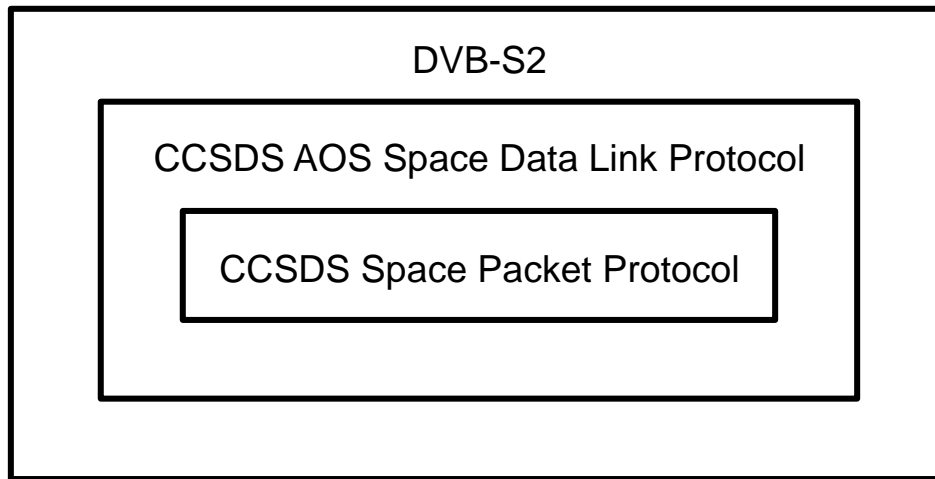 DVB-S2
CCSDS AOS Space Data Link Protocol
CCSDS Space Packet Protocol